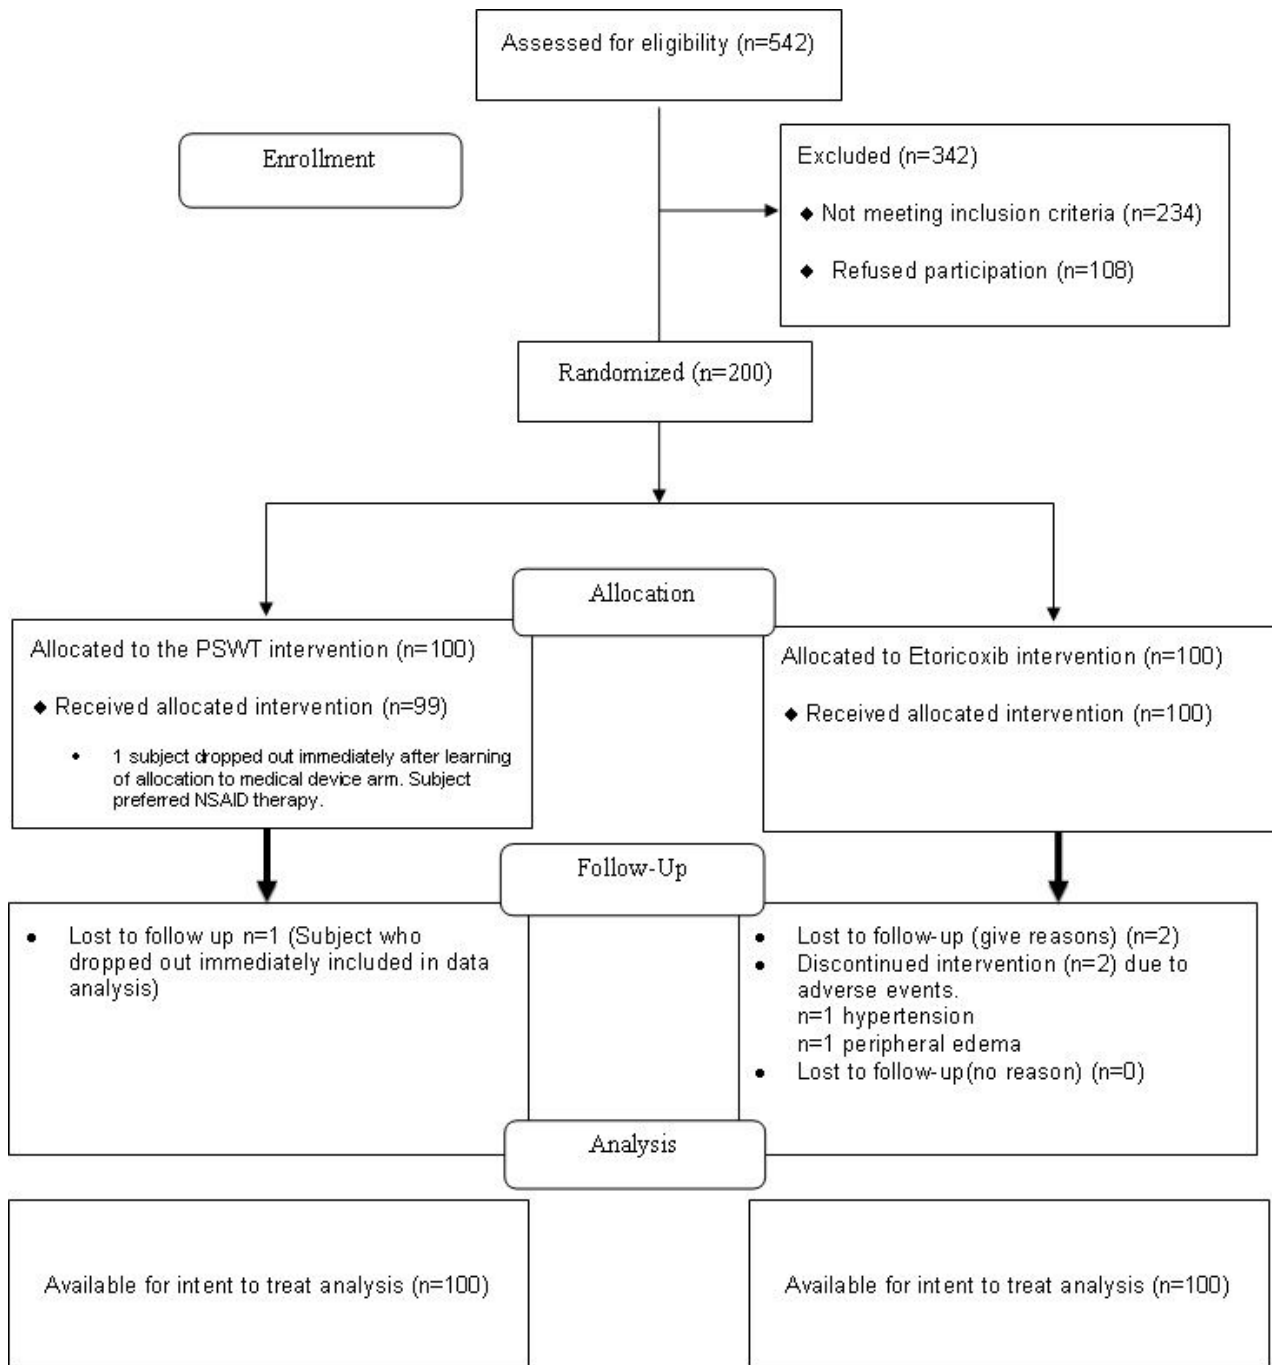 Assessed for eligibility (n=542)
Enrollment
Excluded (n=342)
◆ Not meeting inclusion criteria (n=234)
◆ Refused participation (n=108)
Randomized (n=200)
Allocation
Allocated to the PSWT intervention (n=100)
◆ Received allocated intervention (n=99)
• 1 subject dropped out immediately after learning
of allocation to medical device arm. Subject
preferred NSAID therapy.
Allocated to Etoricoxib intervention (n=100)
◆ Received allocated intervention (n=100)
Follow-Up
• Lost to follow up n=1 (Subject who
dropped out immediately included in data
analysis)
• Lost to follow-up (give reasons) (n=2)
• Discontinued intervention (n=2) due to
adverse events.
n=1 hypertension
n=1 peripheral edema
• Lost to follow-up(no reason) (n=0)
Analysis
Available for intent to treat analysis (n=100)
Available for intent to treat analysis (n=100)